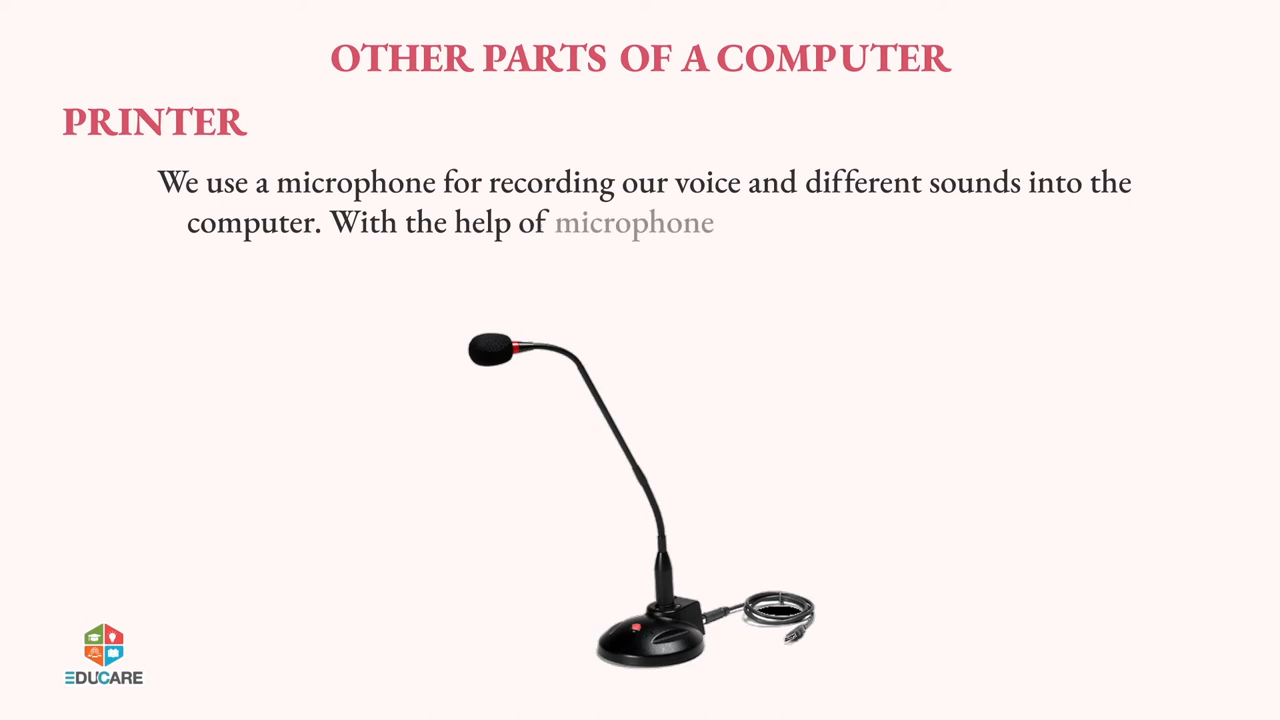 OTHER PARTS OF A COMPUTER
PRINTER
We use a microphone for recording our voice and different sounds into the
computer. With the help of microphone
EDUCARE